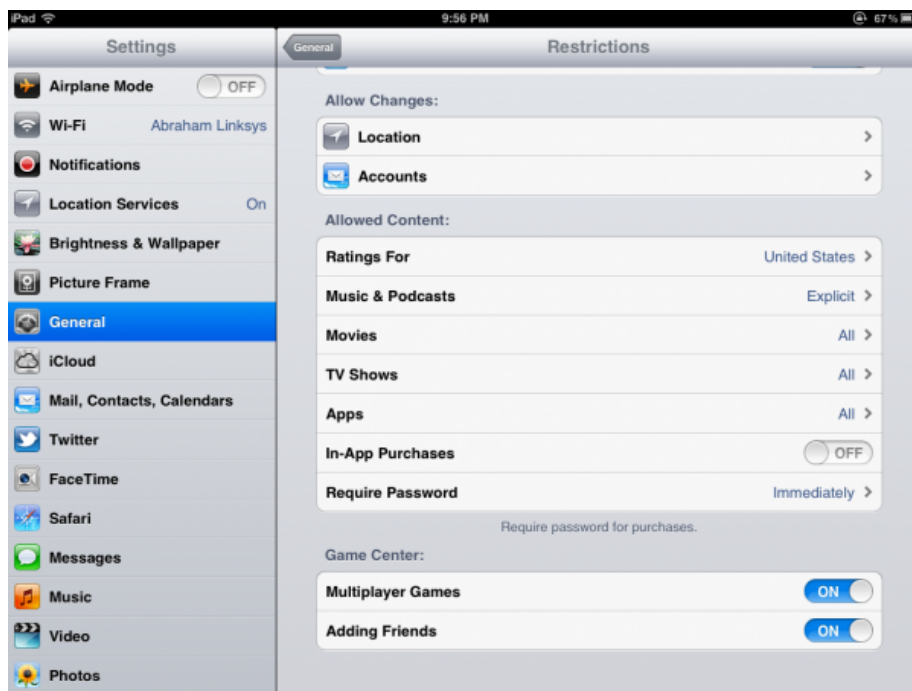 iPad 9:56 PM 67%
Settings
General Restrictions
Airplane Mode OFF
Wi-Fi Abraham Linksys
Notifications
Location Services On
Brightness & Wallpaper
Picture Frame
General
iCloud
Mail, Contacts, Calendars
Twitter
FaceTime
Safari
Messages
Music
Video
Photos
Allow Changes:
Location
Accounts
Allowed Content:
Ratings For United States
Music & Podcasts Explicit
Movies All
TV Shows All
Apps All
In-App Purchases OFF
Require Password Immediately
Require password for purchases.
Game Center:
Multiplayer Games ON
Adding Friends ON